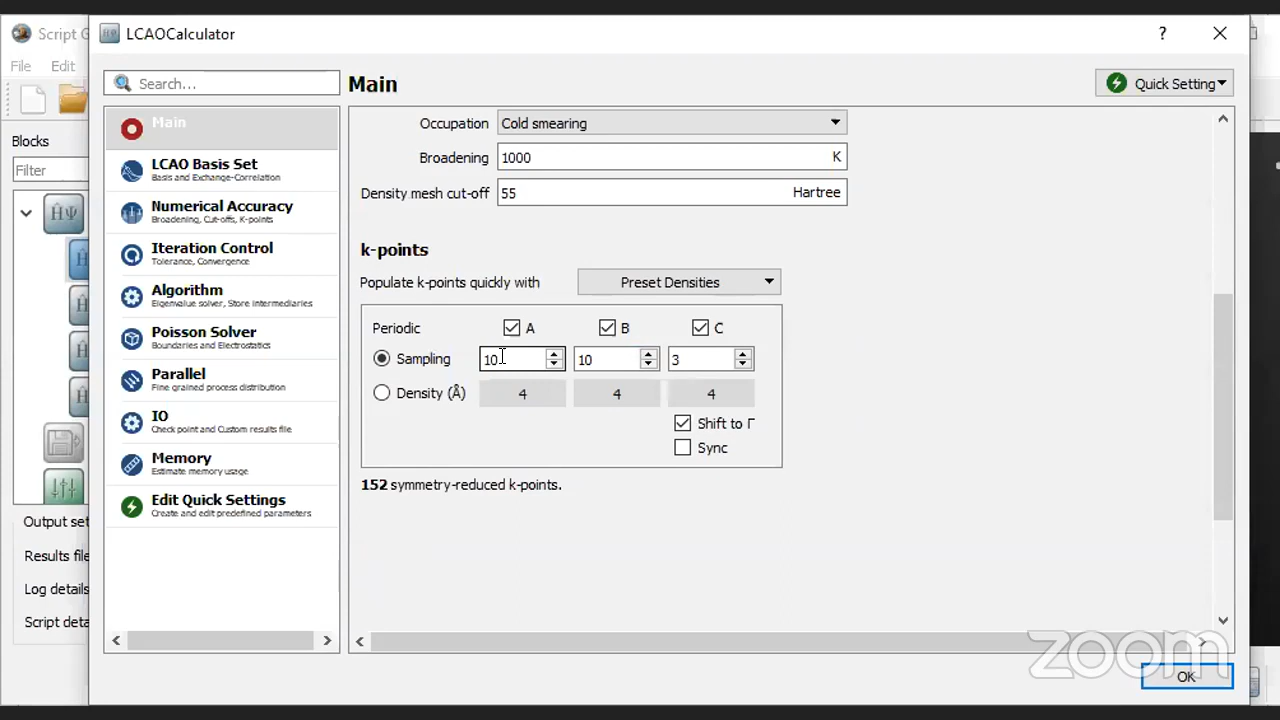 Script G
LCAOCalculator
?
File Edit
Search...
Main
Quick Setting
Blocks
Filter
Main
LCAO Basis Set
Basis and Exchange-Correlation
Numerical Accuracy
Broadening, Cut-offs, K-points
Iteration Control
Tolerance, Convergence
Algorithm
Eigenvalue solver, Store intermediaries
Poisson Solver
Boundaries and Electrostatics
Parallel
Fine grained process distribution
IO
Check point and Custom results file
Memory
Estimate memory usage
Edit Quick Settings
Create and edit predefined parameters
Occupation Cold smearing
Broadening 1000 K
Density mesh cut-off 55 Hartree
k-points
Populate k-points quickly with Preset Densities
Periodic A B C
Sampling 10 10 3
Density (Å) 4 4 4
Shift to Γ
Sync
152 symmetry-reduced k-points.
ĤΨ
Output set
Results file
Log details
Script deta
zoom
OK